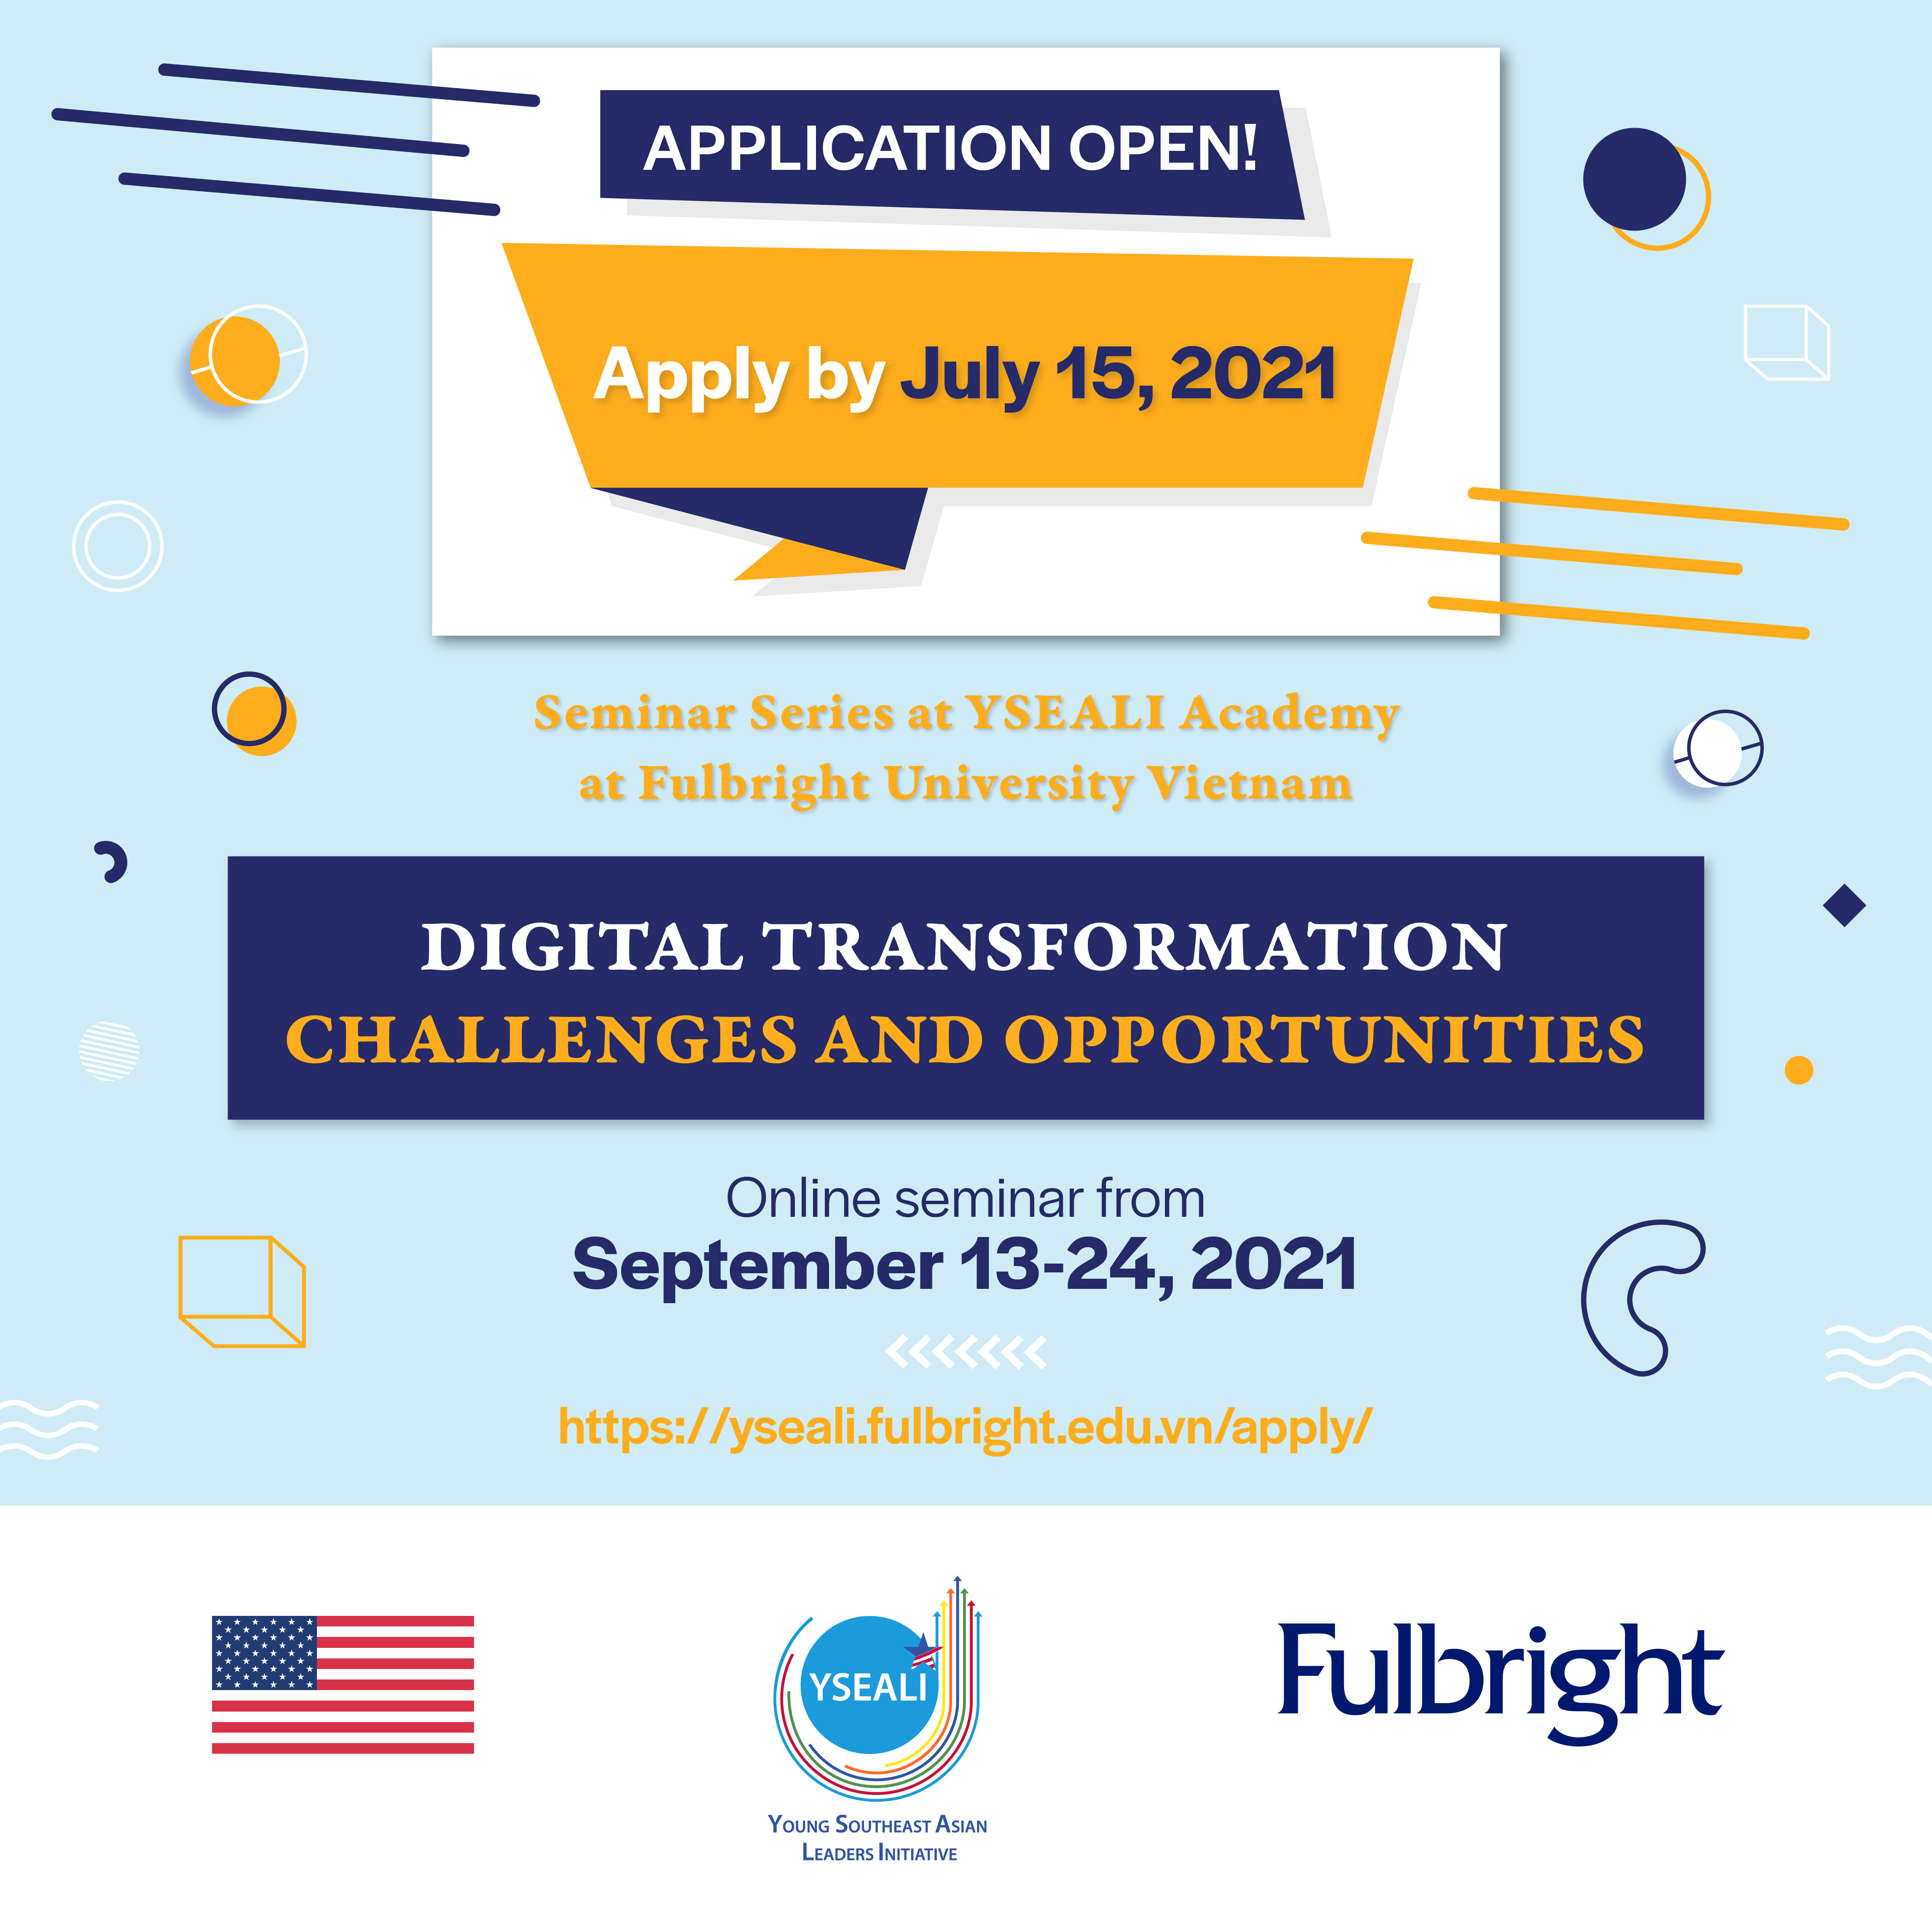 APPLICATION OPEN!
Apply by July 15, 2021
Seminar Series at YSEALI Academy
at Fulbright University Vietnam
DIGITAL TRANSFORMATION
CHALLENGES AND OPPORTUNITIES
Online seminar from
September 13-24, 2021
https://yseali.fulbright.edu.vn/apply/
YSEALI
YOUNG SOUTHEAST ASIAN
LEADERS INITIATIVE
Fulbright